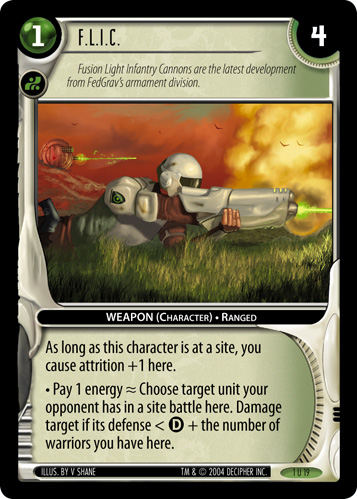 1 F.L.I.C. 4
Fusion Light Infantry Cannons are the latest development
from FedGrav's armament division.
WEAPON (CHARACTER) • RANGED
As long as this character is at a site, you
cause attrition +1 here.
• Pay 1 energy ≈ Choose target unit your
opponent has in a site battle here. Damage
target if its defense < D + the number of
warriors you have here.
ILLUS. BY V SHANE TM & © 2004 DECIPHER INC. 1 U 19